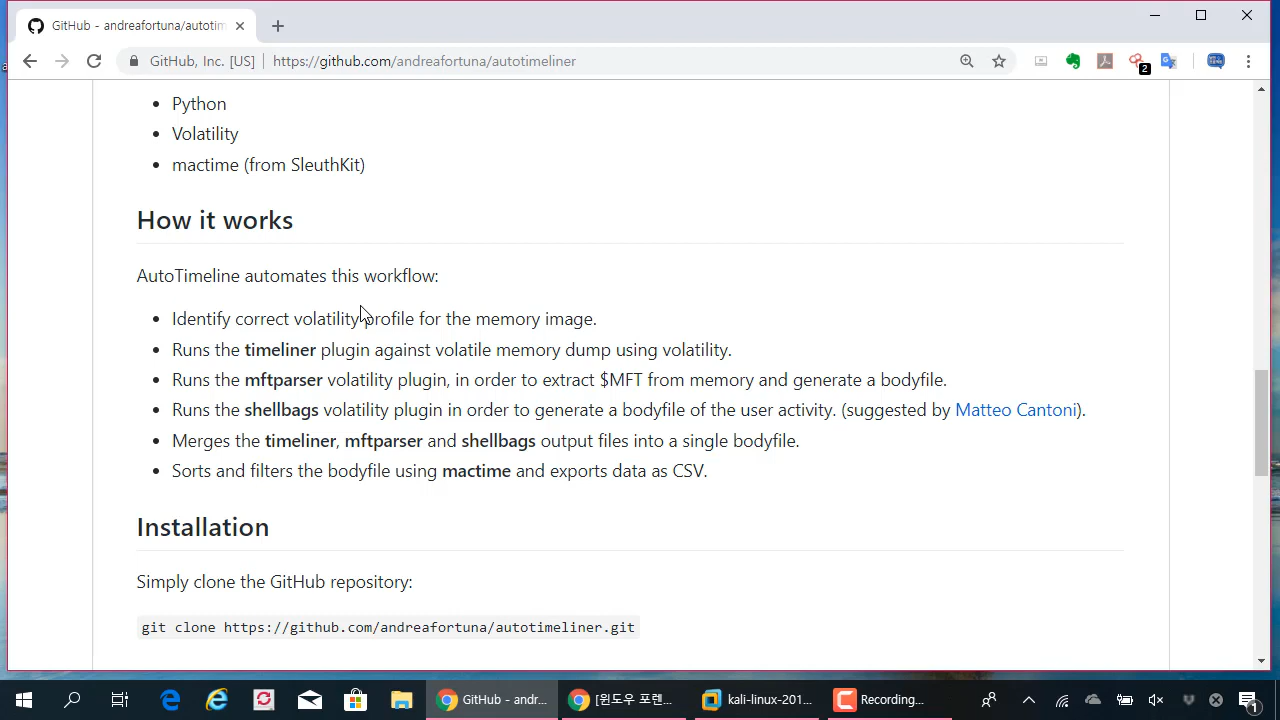 GitHub - andreafortuna/autotim
GitHub, Inc. [US] https://github.com/andreafortuna/autotimeliner
2
• Python
• Volatility
• mactime (from SleuthKit)
How it works
AutoTimeline automates this workflow:
• Identify correct volatility profile for the memory image.
• Runs the timeliner plugin against volatile memory dump using volatility.
• Runs the mftparser volatility plugin, in order to extract $MFT from memory and generate a bodyfile.
• Runs the shellbags volatility plugin in order to generate a bodyfile of the user activity. (suggested by Matteo Cantoni).
• Merges the timeliner, mftparser and shellbags output files into a single bodyfile.
• Sorts and filters the bodyfile using mactime and exports data as CSV.
Installation
Simply clone the GitHub repository:
git clone https://github.com/andreafortuna/autotimeliner.git
GitHub - andr... [윈도우 포렌... kali-linux-201... Recording... 1